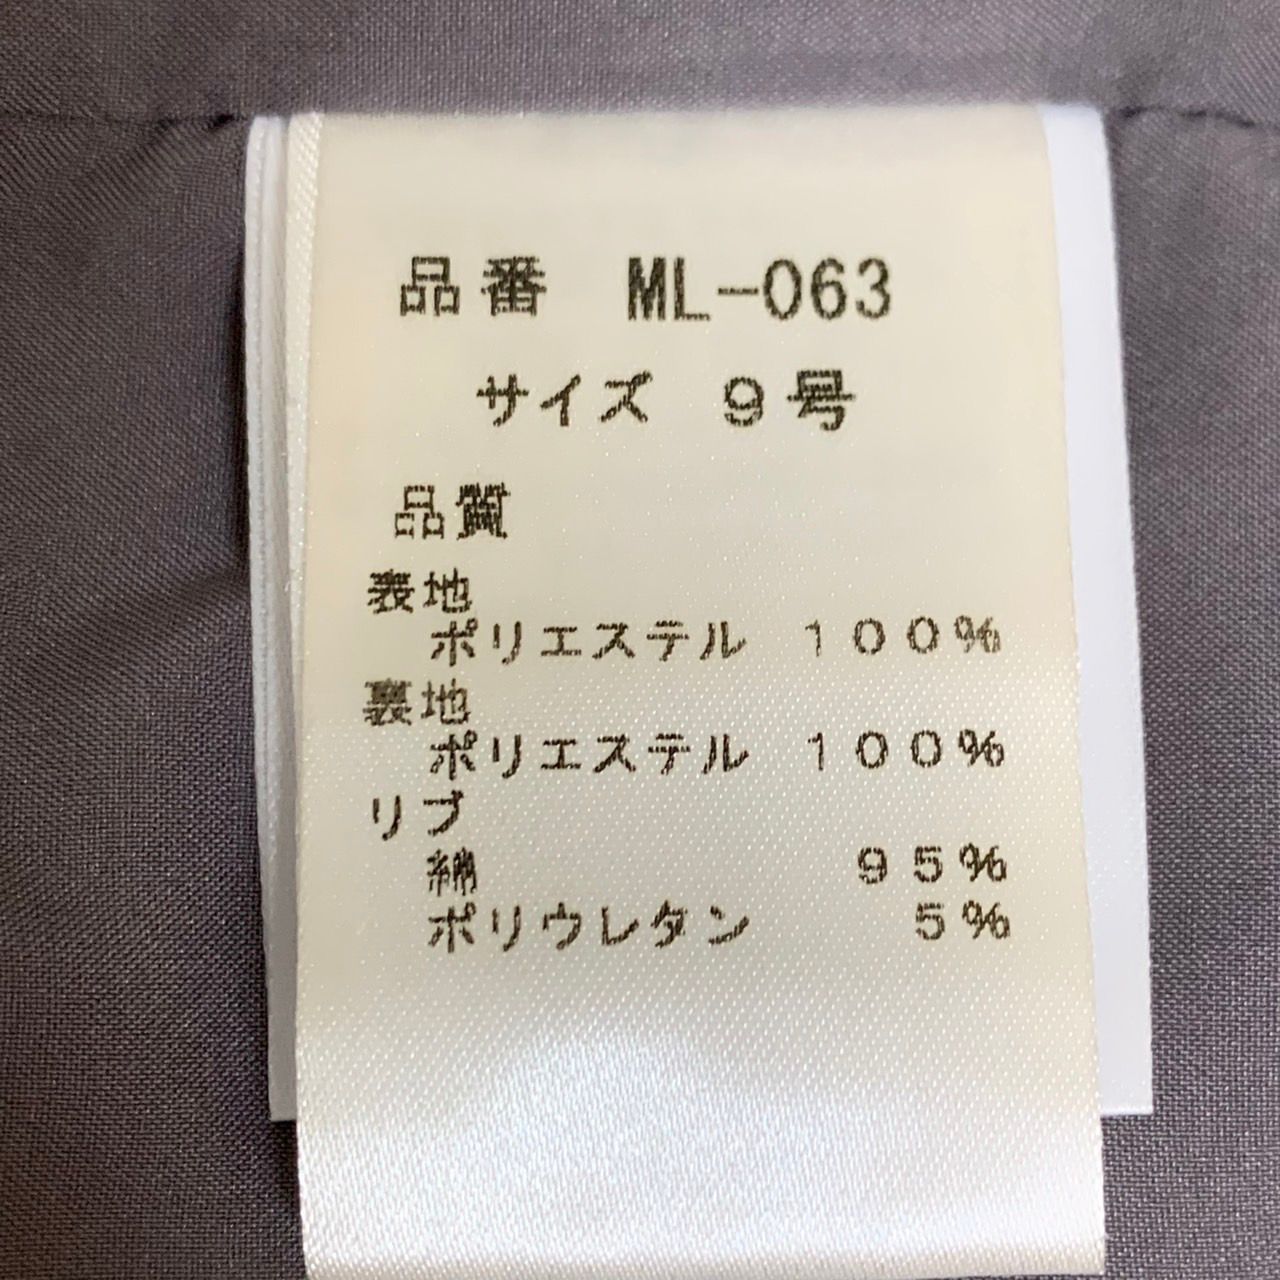 品番 ML-063
サイズ 9号
品質
表地
ポリエステル 100%
裏地
ポリエステル 100%
リブ
綿 95%
ポリウレタン 5%